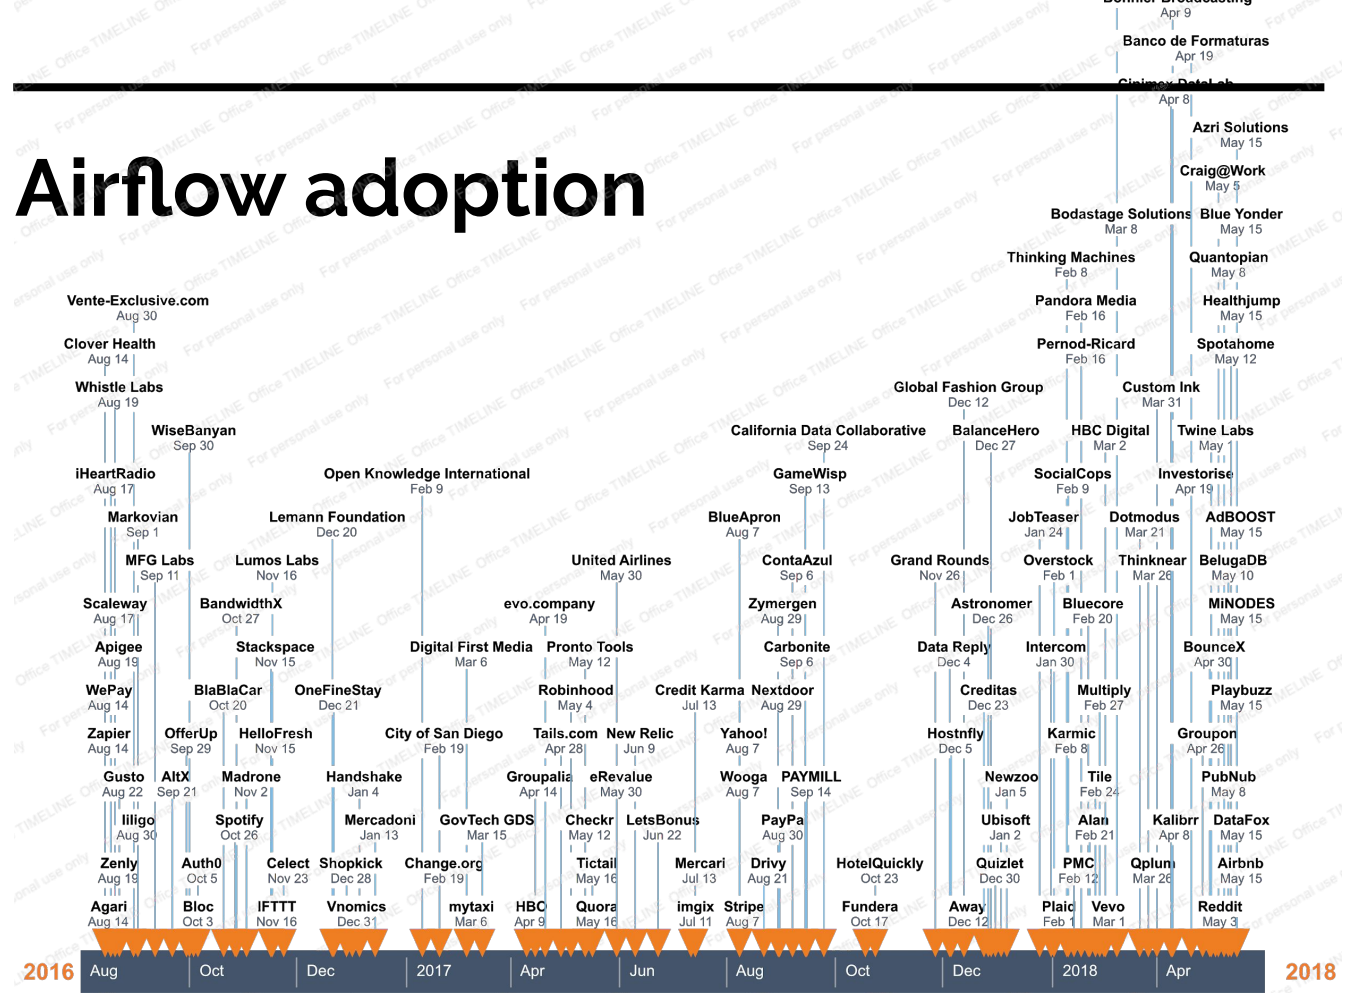 Apr 9
Banco de Formaturas
Apr 19
Cinimex DataLab
Apr 8
Azri Solutions
May 15
Airflow adoption
Craig@Work
May 5
Bodastage Solutions Blue Yonder
Mar 8 May 15
Thinking Machines Quantopian
Feb 8 May 8
Vente-Exclusive.com Pandora Media Healthjump
Aug 30 Feb 16 May 15
Clover Health Pernod-Ricard Spotahome
Aug 14 Feb 16 May 12
Whistle Labs Global Fashion Group Custom Ink
Aug 19 Dec 12 Mar 31
WiseBanyan California Data Collaborative BalanceHero HBC Digital Twine Labs
Sep 30 Sep 24 Dec 27 Mar 2 May 1
iHeartRadio Open Knowledge International GameWisp SocialCops Investorise
Aug 17 Feb 9 Sep 13 Feb 9 Apr 19
Markovian Lemann Foundation BlueApron JobTeaser Dotmodus AdBOOST
Sep 1 Dec 20 Aug 7 Jan 24 Mar 21 May 15
MFG Labs Lumos Labs United Airlines ContaAzul Grand Rounds Overstock Thinknear BelugaDB
Sep 11 Nov 16 May 30 Sep 6 Nov 26 Feb 1 Mar 26 May 10
Scaleway BandwidthX evo.company Zymergen Astronomer Bluecore MiNODES
Aug 17 Oct 27 Apr 19 Aug 29 Dec 26 Feb 20 May 15
Apigee Stackspace Digital First Media Pronto Tools Carbonite Data Reply Intercom BounceX
Aug 19 Nov 15 Mar 6 May 12 Sep 6 Dec 4 Jan 30 Apr 30
WePay BlaBlaCar OneFineStay Robinhood Credit Karma Nextdoor Creditas Multiply Playbuzz
Aug 14 Oct 20 Dec 21 May 4 Jul 13 Aug 29 Dec 23 Feb 27 May 15
Zapier OfferUp HelloFresh City of San Diego Tails.com New Relic Yahoo! Hostnfly Karmic Groupon
Aug 14 Sep 29 Nov 15 Feb 19 Apr 28 Jun 9 Aug 7 Dec 5 Feb 8 Apr 26
Gusto AltX Madrone Handshake Groupalia eRevalue Wooga PAYMILL Newzoo Tile PubNub
Aug 22 Sep 21 Nov 2 Jan 4 Apr 14 May 30 Aug 7 Sep 14 Jan 5 Feb 24 May 8
liligo Spotify Mercadoni GovTech GDS Checkr LetsBonus PayPal Ubisoft Alan Kalibrr DataFox
Aug 30 Oct 26 Jan 13 Mar 15 May 12 Jun 22 Aug 30 Jan 2 Feb 21 Apr 8 May 15
Zenly Auth0 Celect Shopkick Change.org Tictail Mercari Drivy HotelQuickly Quizlet PMC Qplum Airbnb
Aug 19 Oct 5 Nov 23 Dec 28 Feb 19 May 16 Jul 13 Aug 21 Oct 23 Dec 30 Feb 12 Mar 26 May 15
Agari Bloc IFTTT Vnomics mytaxi HBO Quora imgix Stripe Fundera Away Plaid Vevo Reddit
Aug 14 Oct 3 Nov 16 Dec 31 Mar 6 Apr 9 May 16 Jul 11 Aug 7 Oct 17 Dec 12 Feb 1 Mar 1 May 3
2016 Aug Oct Dec 2017 Apr Jun Aug Oct Dec 2018 Apr 2018
Office TIMELINE For personal use only